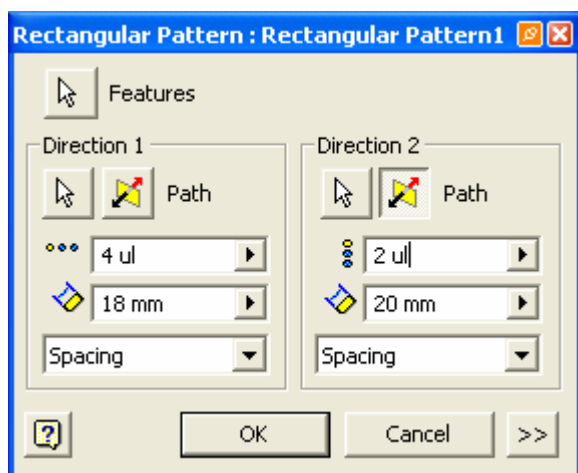 Rectangular Pattern : Rectangular Pattern1
Features
Direction 1
Path
4 ul
18 mm
Spacing
Direction 2
Path
2 ul
20 mm
Spacing
?
OK
Cancel
>>